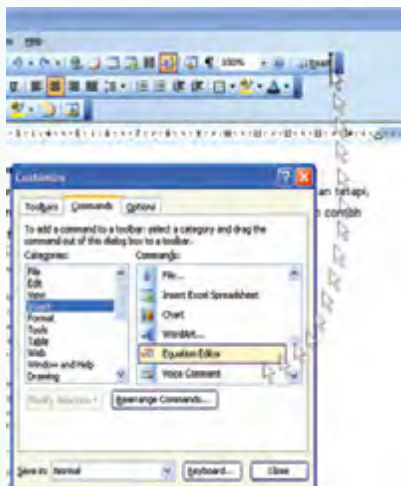 Help
100%
an tetapi,
contoh
Customize
Toolbars Commands Options
To add a command to a toolbar: select a category and drag the
command out of this dialog box to a toolbar.
Categories: Commands:
File
Edit
View
Insert
Format
Tools
Table
Web
Window and Help
Drawing
File...
Insert Excel Spreadsheet
Chart
WordArt...
Equation Editor
Voice Comment
Modify Selection
Rearrange Commands...
Save in: Normal Keyboard... Close